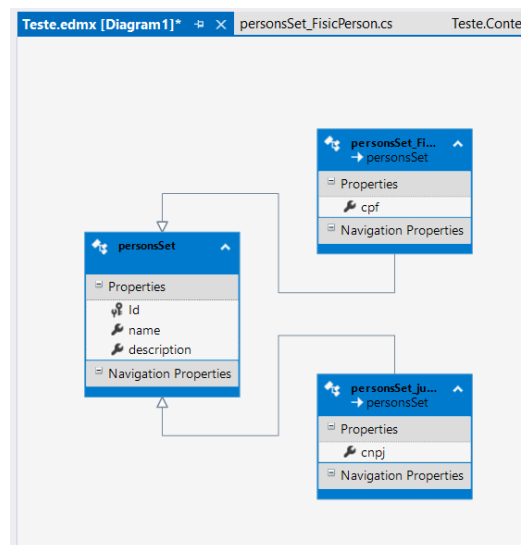 Teste.edmx [Diagram1]*
personsSet_FisicPerson.cs
Teste.Conte
personsSet_Fi...
personsSet
Properties
cpf
Navigation Properties
personsSet
Properties
Id
name
description
Navigation Properties
personsSet_ju...
personsSet
Properties
cnpj
Navigation Properties